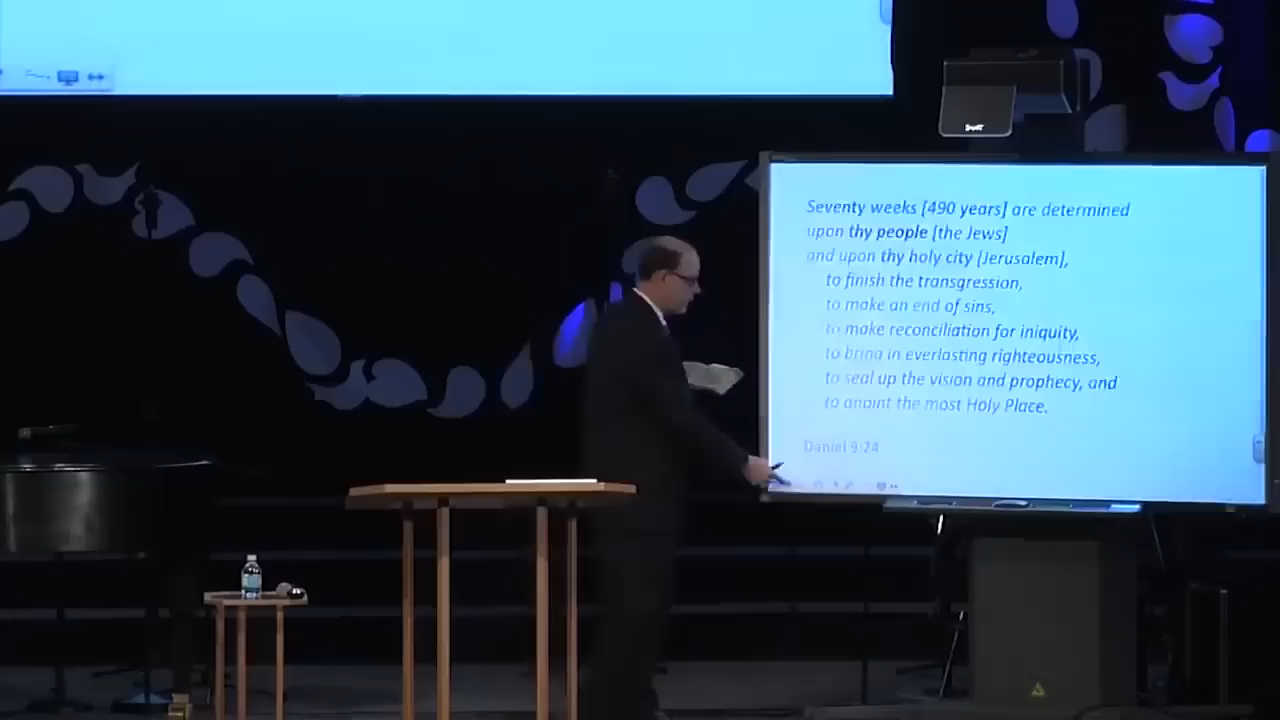 SMART
Seventy weeks [490 years] are determined
upon thy people [the Jews]
and upon thy holy city [Jerusalem],
to finish the transgression,
to make an end of sins,
to make reconciliation for iniquity,
to bring in everlasting righteousness,
to seal up the vision and prophecy, and
to anoint the most Holy Place.
Daniel 9:24